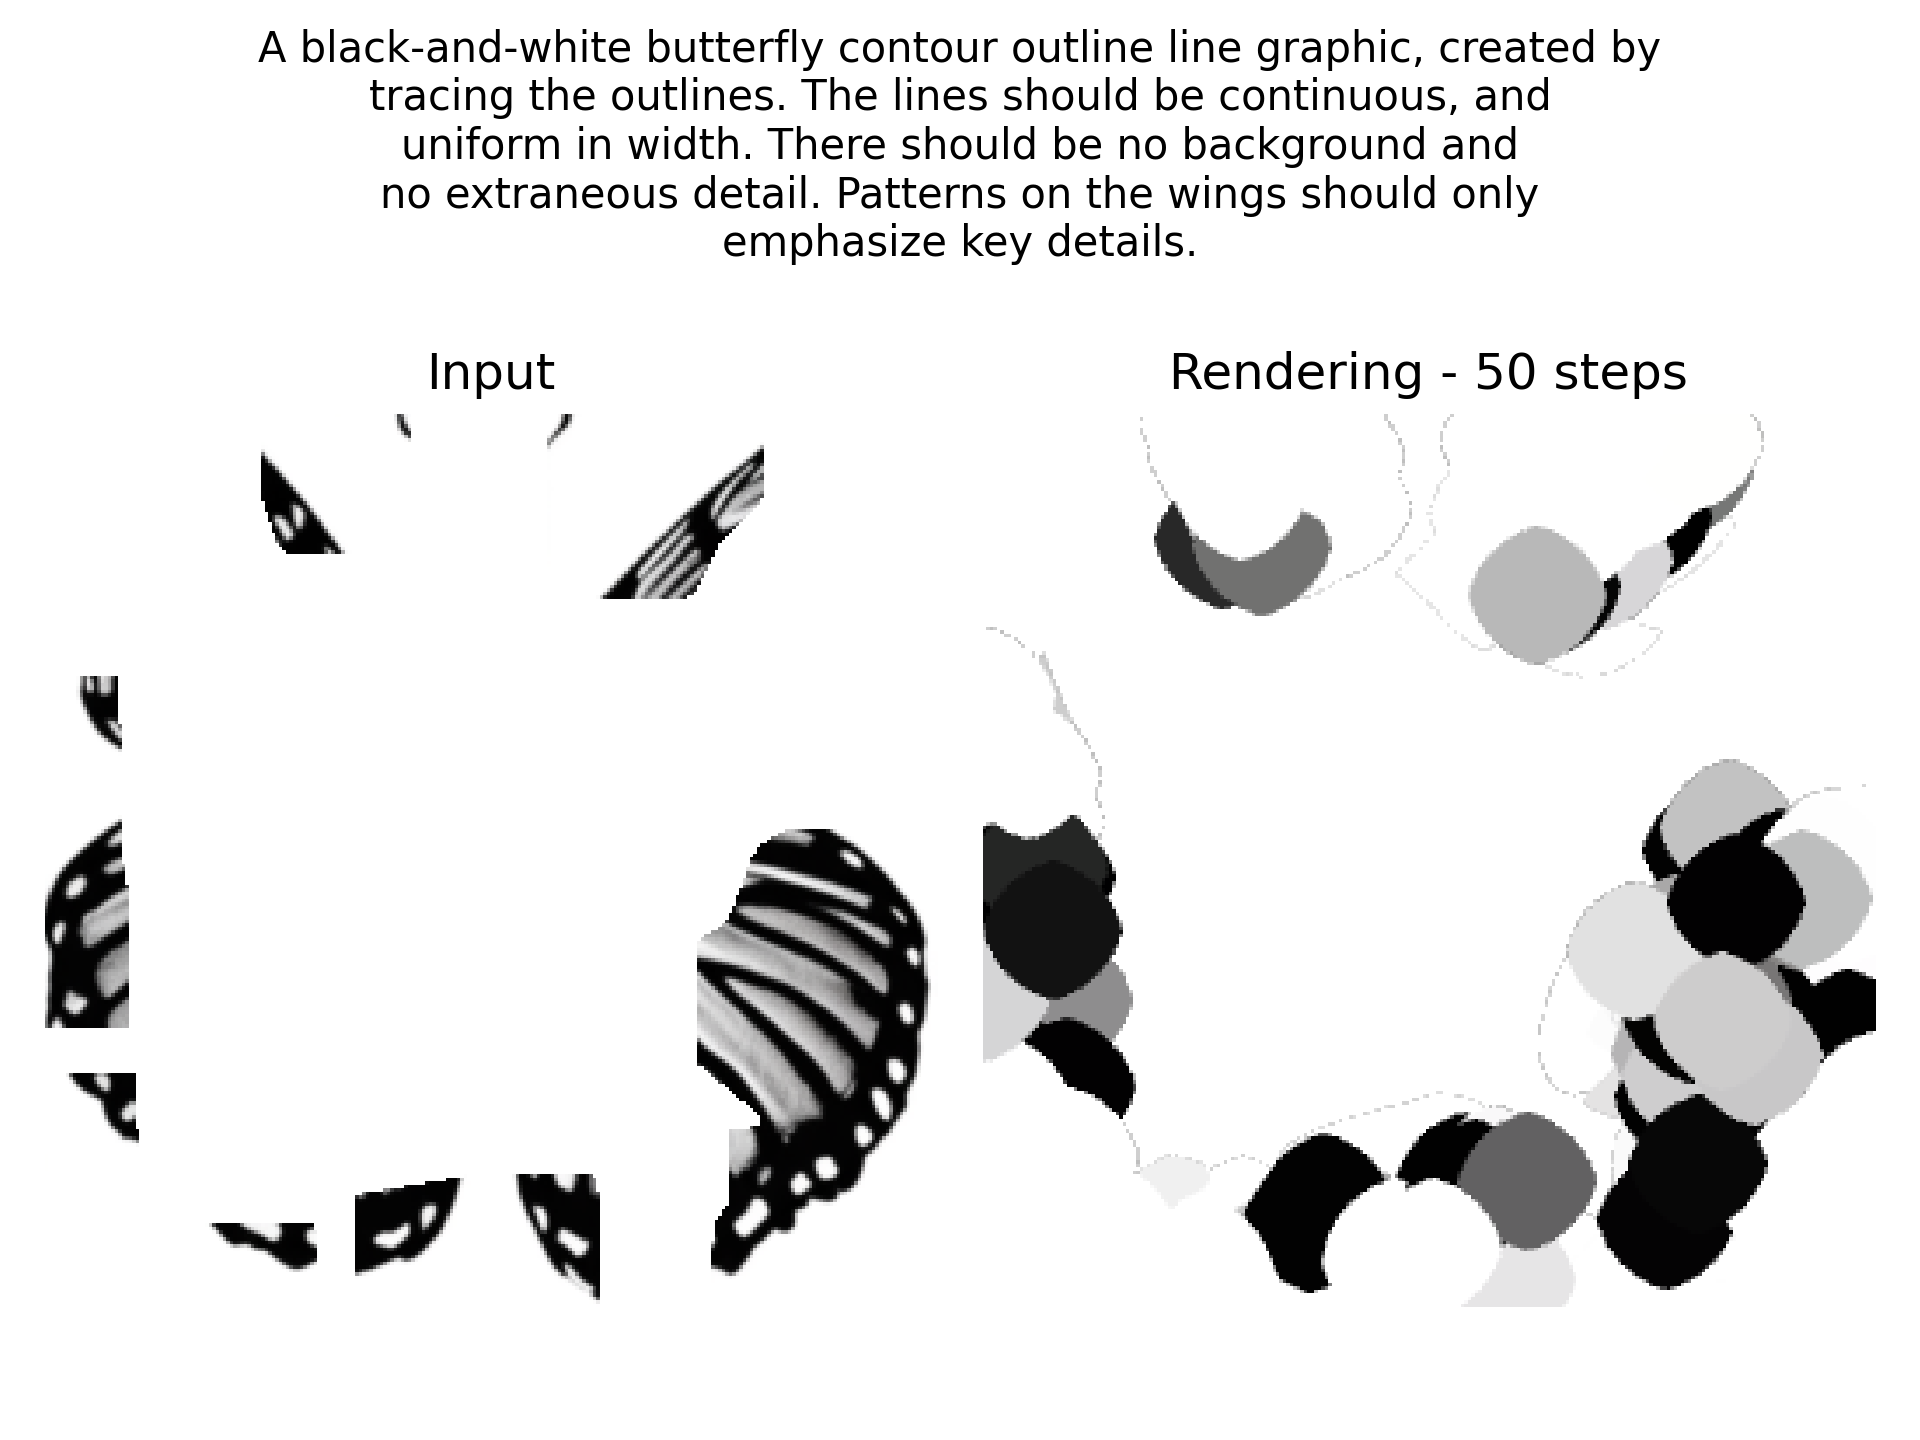 A black-and-white butterfly contour outline line graphic, created by
tracing the outlines. The lines should be continuous, and
uniform in width. There should be no background and
no extraneous detail. Patterns on the wings should only
emphasize key details.
Input
Rendering - 50 steps